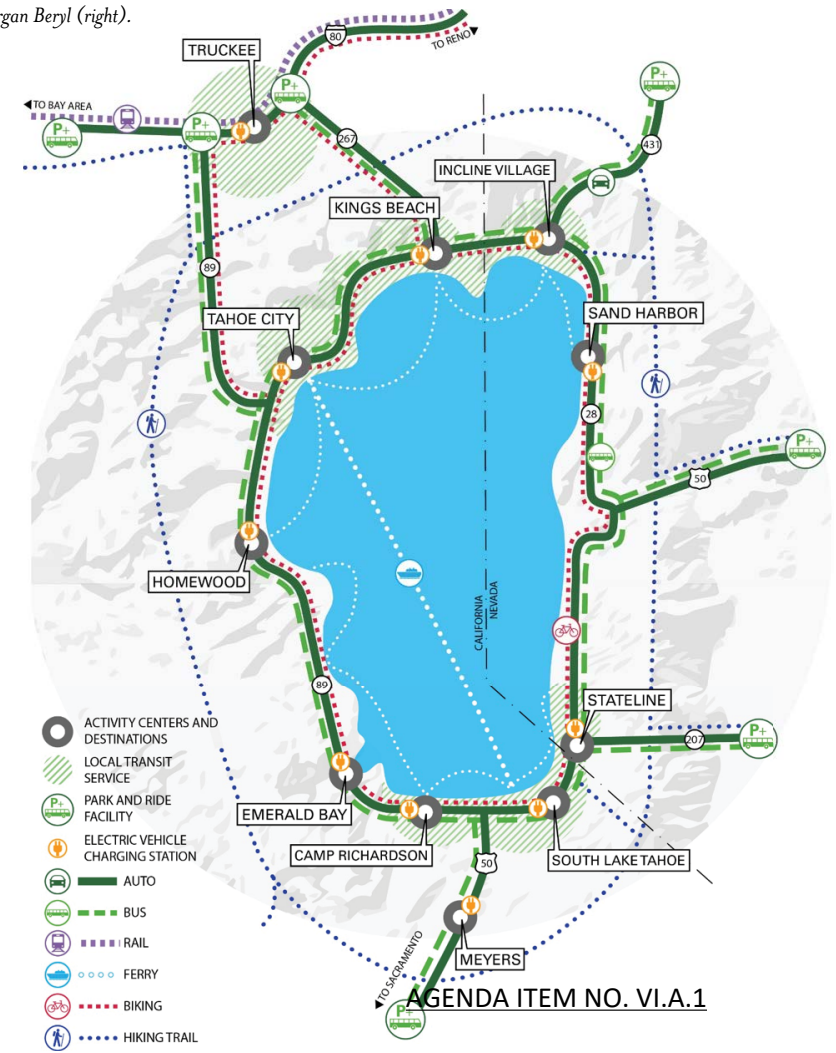 rgan Beryl (right).
TRUCKEE
80
TO RENO
P+
P+
TO BAY AREA
P+
P+
267
431
INCLINE VILLAGE
KINGS BEACH
89
TAHOE CITY
SAND HARBOR
28
P+
50
HOMEWOOD
CALIFORNIA
NEVADA
89
STATELINE
207
P+
EMERALD BAY
CAMP RICHARDSON
SOUTH LAKE TAHOE
50
MEYERS
TO SACRAMENTO
P+
ACTIVITY CENTERS AND
DESTINATIONS
LOCAL TRANSIT
SERVICE
P+
PARK AND RIDE
FACILITY
ELECTRIC VEHICLE
CHARGING STATION
AUTO
BUS
RAIL
FERRY
BIKING
HIKING TRAIL
AGENDA ITEM NO. VI.A.1